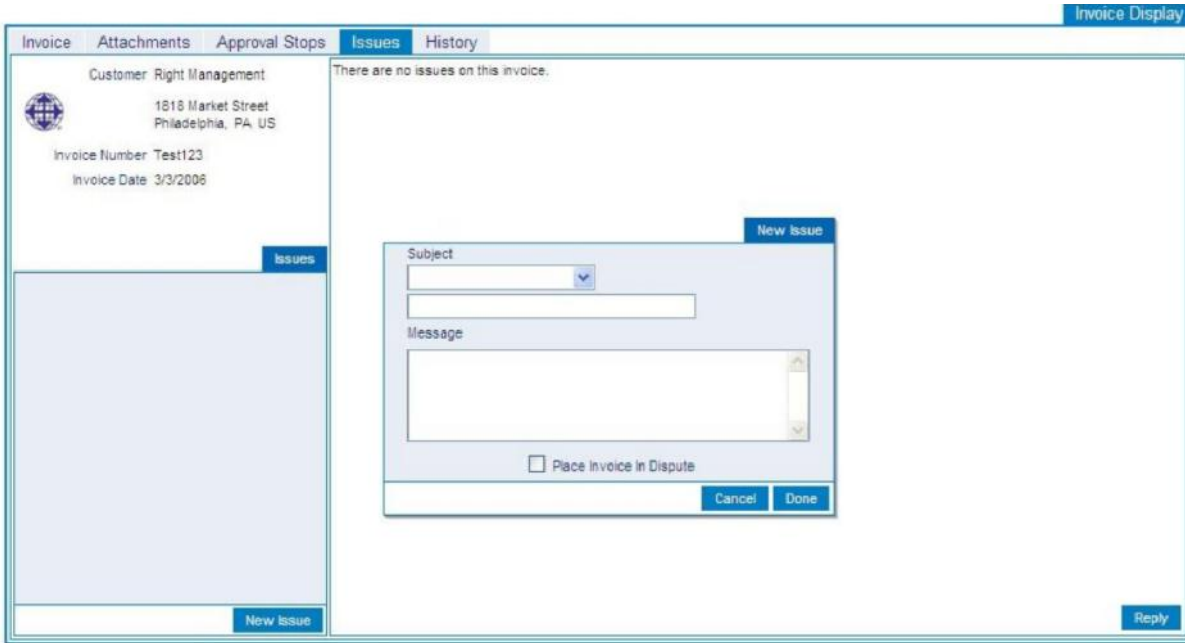 Invoice Display
Invoice Attachments Approval Stops Issues History
Customer Right Management
1818 Market Street
Philadelphia, PA US
Invoice Number Test123
Invoice Date 3/3/2006
Issues
New Issue
There are no issues on this invoice.
New Issue
Subject
Message
Place Invoice In Dispute
Cancel Done
Reply